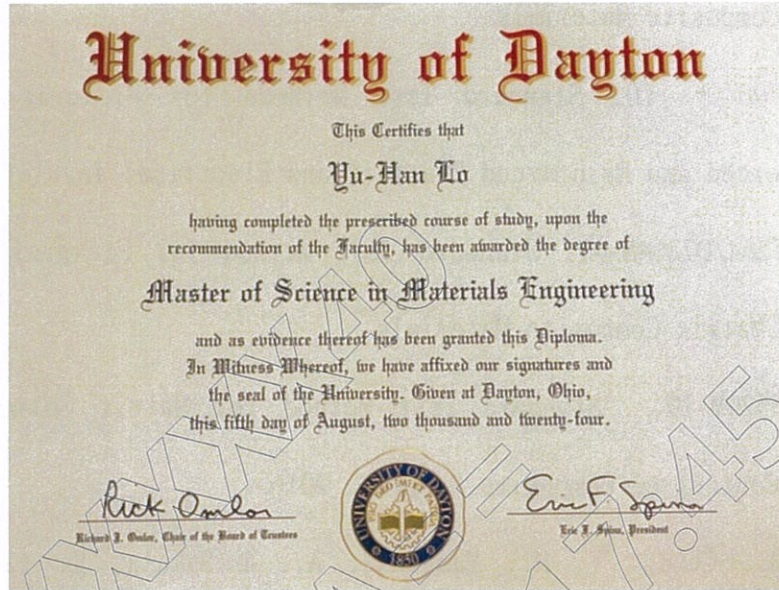 University of Dayton
This Certifies that
Yu-Han Lo
having completed the prescribed course of study, upon the
recommendation of the Faculty, has been awarded the degree of
Master of Science in Materials Engineering
and as evidence thereof has been granted this Diploma.
In Witness Whereof, we have affixed our signatures and
the seal of the University. Given at Dayton, Ohio,
this fifth day of August, two thousand and twenty-four.
Rick Omlor
Eric F. Spina
Richard J. Omlor, Chair of the Board of Trustees
Eric F. Spina, President
UNIVERSITY OF DAYTON
PRO DEO ET PATRIA
1850